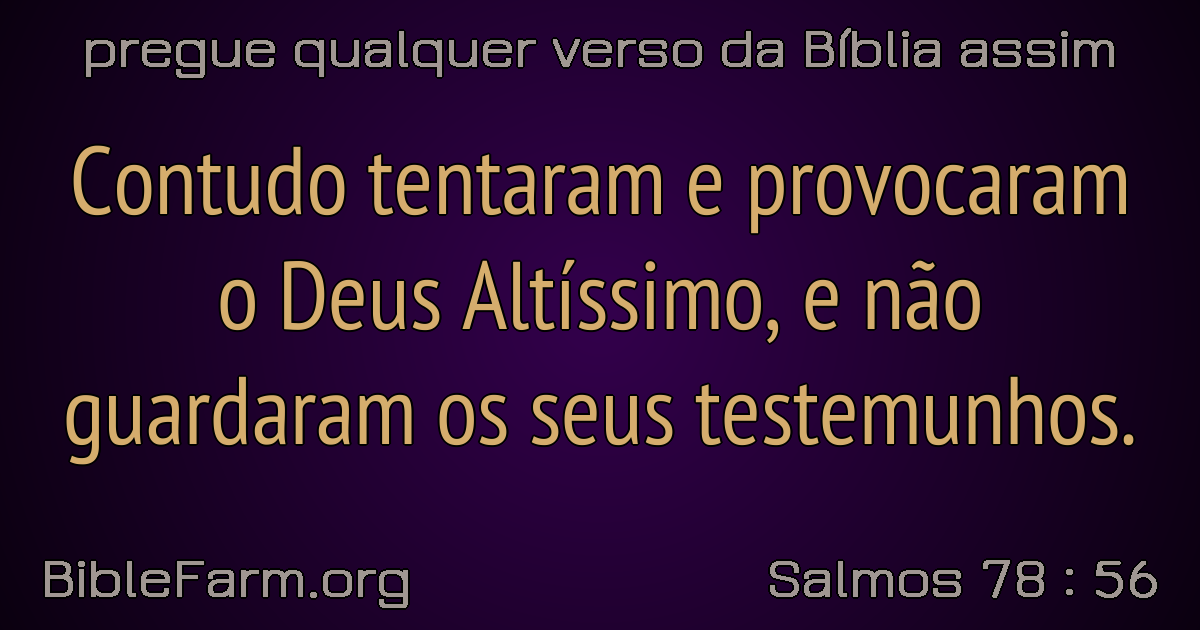 pregue qualquer verso da Bíblia assim
Contudo tentaram e provocaram
o Deus Altíssimo, e não
guardaram os seus testemunhos.
BibleFarm.org
Salmos 78 : 56